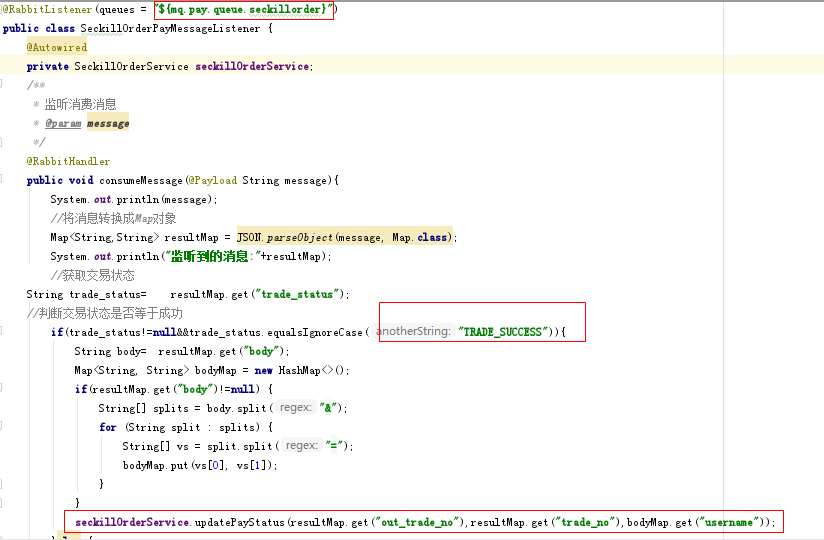 @RabbitListener(queues = "${mq.pay.queue.seckillorder}")
public class SeckillOrderPayMessageListener {
@Autowired
private SeckillOrderService seckillOrderService;
/**
* 监听消费消息
* @param message
*/
@RabbitHandler
public void consumeMessage(@Payload String message){
System.out.println(message);
//将消息转换成Map对象
Map<String,String> resultMap = JSON.parseObject(message, Map.class);
System.out.println("监听到的消息:"+resultMap);
//获取交易状态
String trade_status= resultMap.get("trade_status");
//判断交易状态是否等于成功
if(trade_status!=null&&trade_status.equalsIgnoreCase( anotherString: "TRADE_SUCCESS")){
String body= resultMap.get("body");
Map<String, String> bodyMap = new HashMap<>();
if(resultMap.get("body")!=null) {
String[] splits = body.split( regex: "&");
for (String split : splits) {
String[] vs = split.split( regex: "=");
bodyMap.put(vs[0], vs[1]);
}
}
seckillOrderService.updatePayStatus(resultMap.get("out_trade_no"),resultMap.get("trade_no"),bodyMap.get("username"));